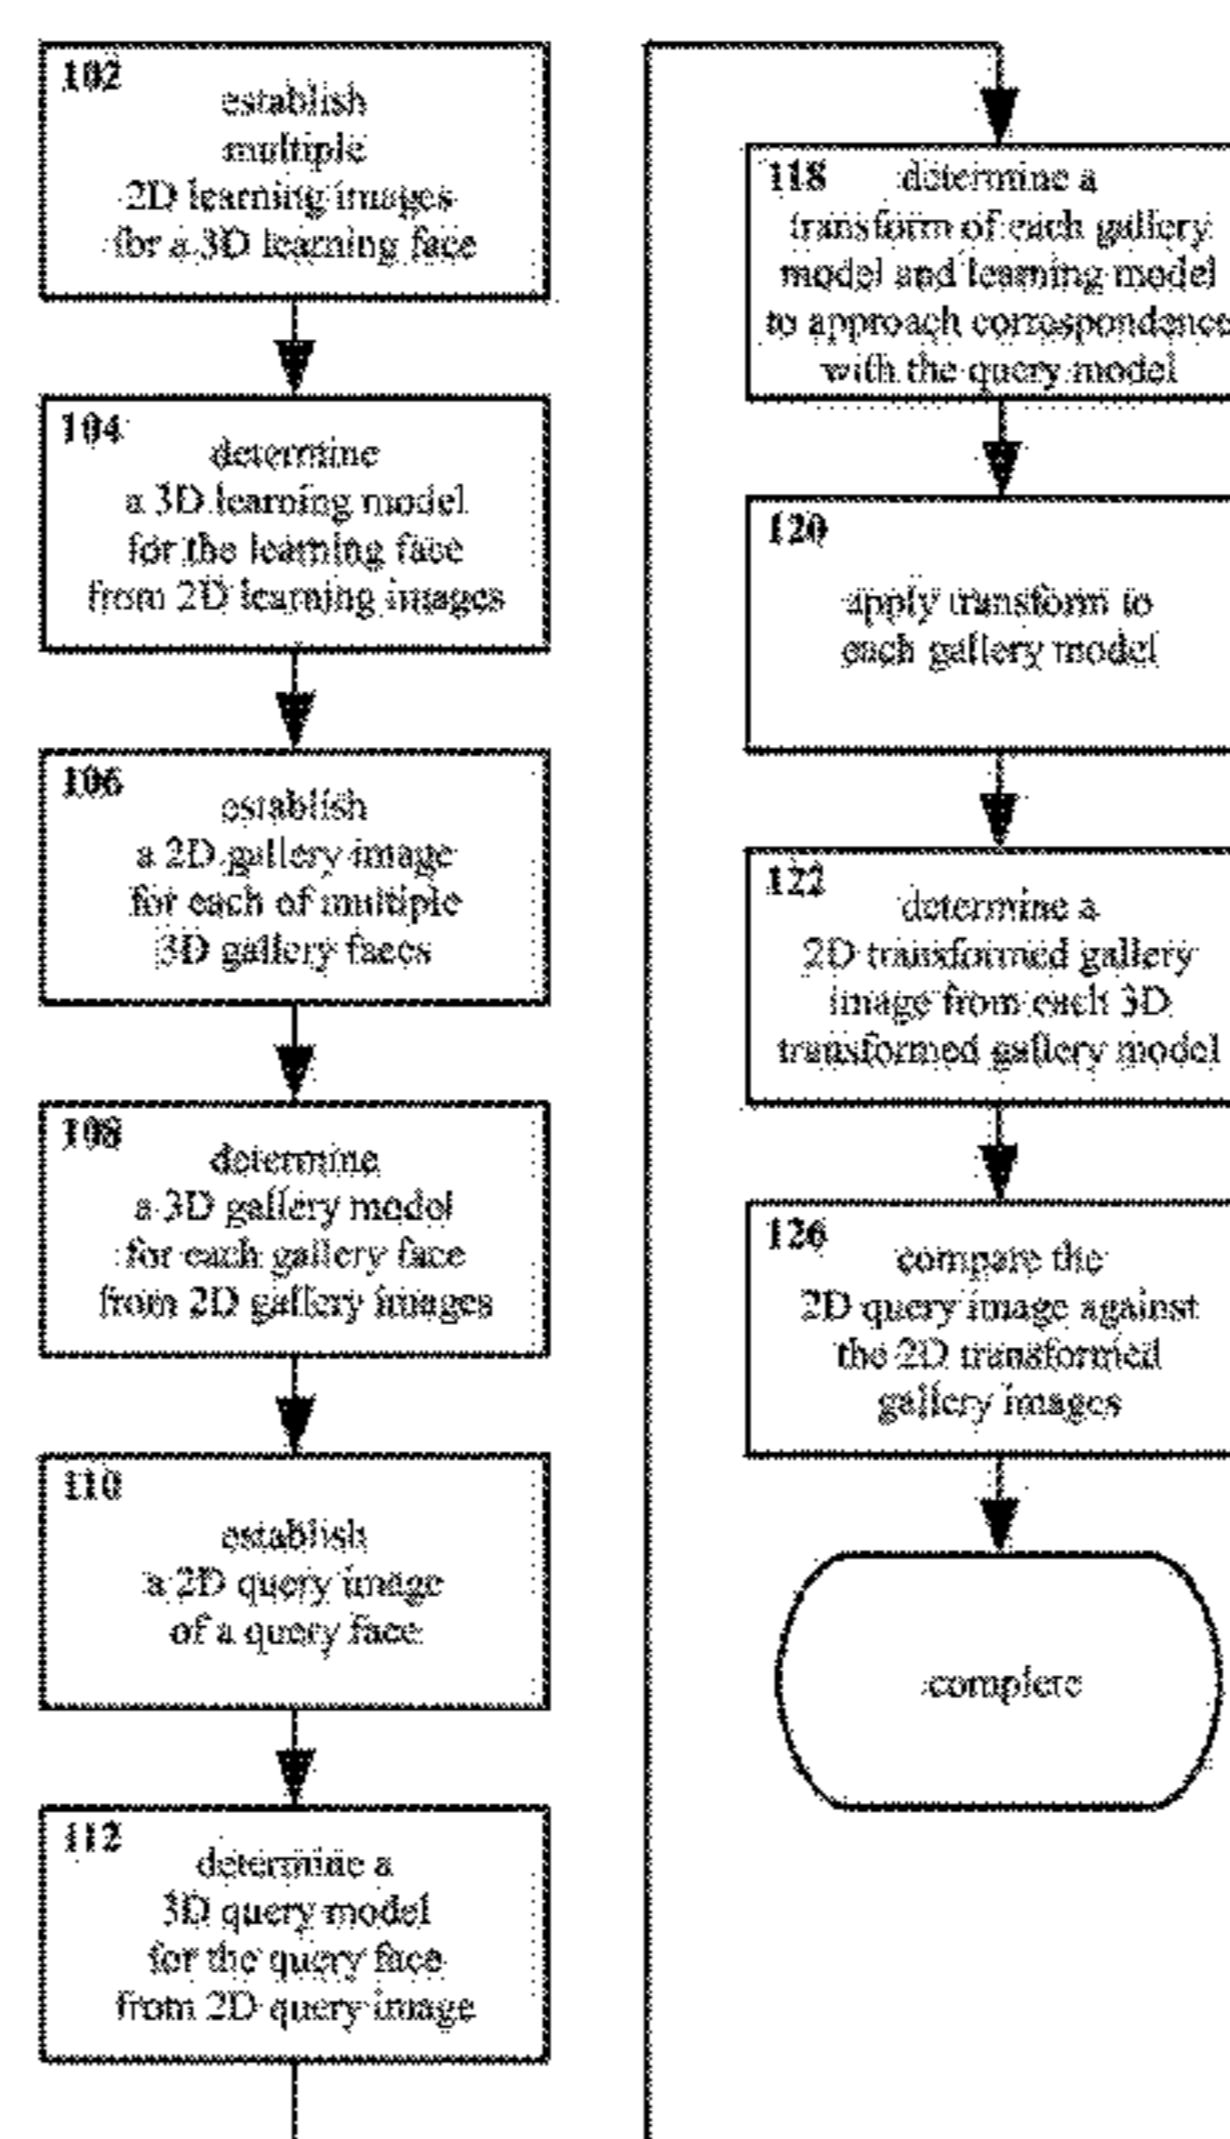 102
establish
multiple
2D learning images
for a 3D learning face
104
determine
a 3D learning model
for the learning face
from 2D learning images
106
establish
a 2D gallery image
for each of multiple
3D gallery faces
108
determine
a 3D gallery model
for each gallery face
from 2D gallery images
110
establish
a 2D query image
of a query face
112
determine a
3D query model
for the query face
from 2D query image
118
determine a
transform of each gallery
model and learning model
to approach correspondence
with the query model
120
apply transform to
each gallery model
122
determine a
2D transformed gallery
image from each 3D
transformed gallery model
126
compare the
2D query image against
the 2D transformed
gallery images
complete